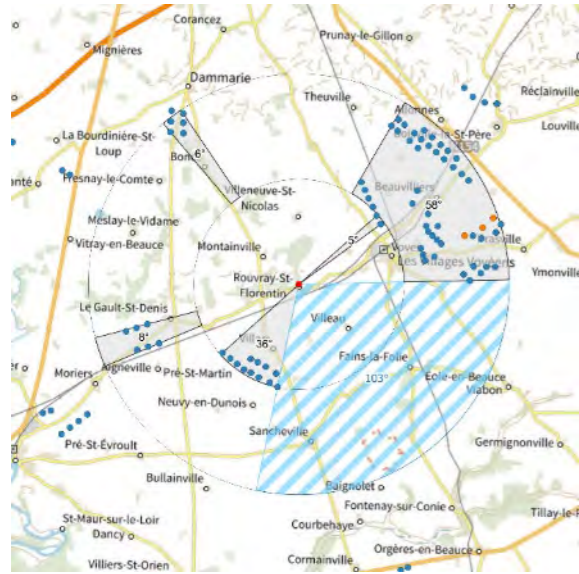 Corancez
Prunay-le-Gillon
Mignières
Dammarie
Réclainville
Theuville
Allonnes
Louville
La Bourdinière-St-
Loup
6°
Fresnay-le-Comte
Beauvilliers
58°
Villeneuve-St-
Nicolas
Meslay-le-Vidame
Vitray-en-Beauce
5°
Montainville
Voves
Les Villages Vovéens
Ymonville
Rouvray-St-
Florentin
Le Gault-St-Denis
Villeau
36°
8°
Fains-la-Folie
Aigneville
Pré-St-Martin
Moriers
103°
Éole-en-Beauce
Viabon
Neuvy-en-Dunois
Sancheville
Germignonville
Pré-St-Évroult
Bullainville
Baignolet
Fontenay-sur-Conie
St-Maur-sur-le-Loir
Dancy
Courbehaye
Tillay-le-P
Orgères-en-Beauce
Villiers-St-Orien
Cormainville